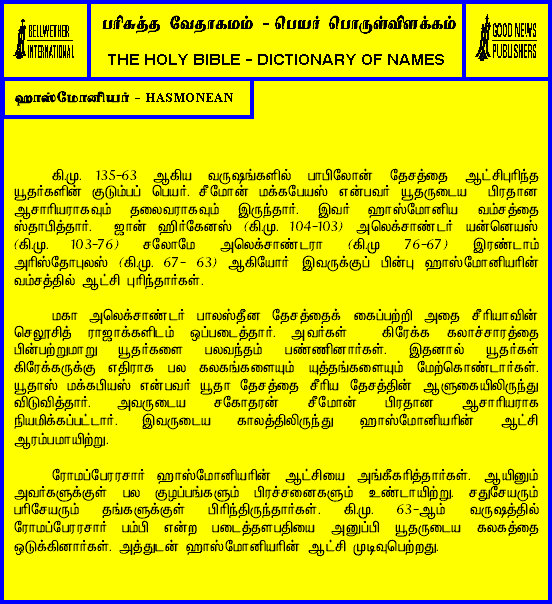 BELLWETHER
INTERNATIONAL
பரிசுத்த வேதாகமம் - பெயர் பொருள்விளக்கம்
THE HOLY BIBLE - DICTIONARY OF NAMES
GOOD NEWS
PUBLISHERS
ஹாஸ்மோனியர் - HASMONEAN
கி.மு. 135-63 ஆகிய வருஷங்களில் பாபிலோன் தேசத்தை ஆட்சிபுரிந்த
யூதர்களின் குடும்பப் பெயர். சீமோன் மக்கபேயஸ் என்பவர் யூதருடைய பிரதான
ஆசாரியராகவும் தலைவராகவும் இருந்தார். இவர் ஹாஸ்மோனிய வம்சத்தை
ஸ்தாபித்தார். ஜான் ஹிர்கேனஸ் (கி.மு. 104-103) அலெக்சாண்டர் யன்னெயஸ்
(கி.மு. 103-76) சலோமே அலெக்சாண்டரா (கி.மு 76-67) இரண்டாம்
அரிஸ்தோபுலஸ் (கி.மு. 67- 63) ஆகியோர் இவருக்குப் பின்பு ஹாஸ்மோனியரின்
வம்சத்தில் ஆட்சி புரிந்தார்கள்.
மகா அலெக்சாண்டர் பாலஸ்தீன தேசத்தைக் கைப்பற்றி அதை சீரியாவின்
செலூசித் ராஜாக்களிடம் ஒப்படைத்தார். அவர்கள் கிரேக்க கலாச்சாரத்தை
பின்பற்றுமாறு யூதர்களை பலவந்தம் பண்ணினார்கள். இதனால் யூதர்கள்
கிரேக்கருக்கு எதிராக பல கலகங்களையும் யுத்தங்களையும் மேற்கொண்டார்கள்.
யூதாஸ் மக்கபியஸ் என்பவர் யூதா தேசத்தை சீரிய தேசத்தின் ஆளுகையிலிருந்து
விடுவித்தார். அவருடைய சகோதரன் சீமோன் பிரதான ஆசாரியராக
நியமிக்கப்பட்டார். இவருடைய காலத்திலிருந்து ஹாஸ்மோனியரின் ஆட்சி
ஆரம்பமாயிற்று.
ரோமப்பேரரசார் ஹாஸ்மோனியரின் ஆட்சியை அங்கீகரித்தார்கள். ஆயினும்
அவர்களுக்குள் பல குழப்பங்களும் பிரச்சனைகளும் உண்டாயிற்று. சதுசேயரும்
பரிசேயரும் தங்களுக்குள் பிரிந்திருந்தார்கள். கி.மு. 63-ஆம் வருஷத்தில்
ரோமப்பேரரசார் பம்பி என்ற படைத்தளபதியை அனுப்பி யூதருடைய கலகத்தை
ஒடுக்கினார்கள். அத்துடன் ஹாஸ்மோனியரின் ஆட்சி முடிவுபெற்றது.